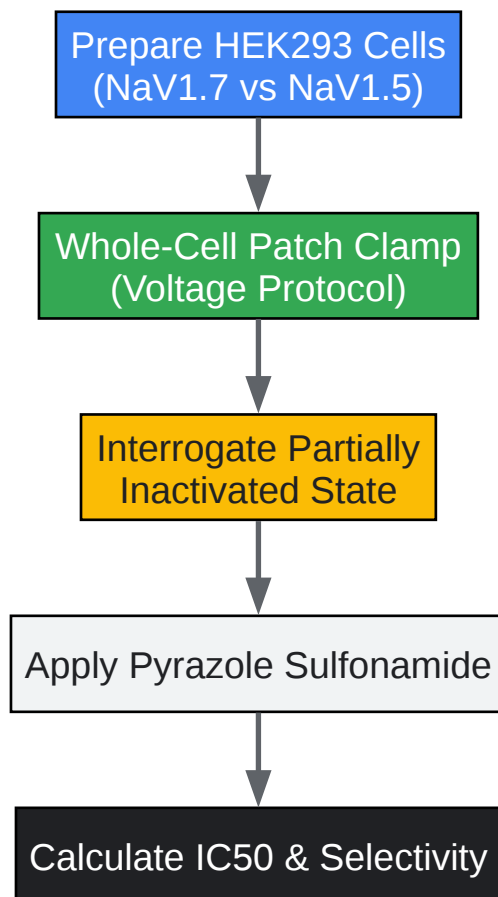 Prepare HEK293 Cells
(NaV1.7 vs NaV1.5)
Whole-Cell Patch Clamp
(Voltage Protocol)
Interrogate Partially
Inactivated State
Apply Pyrazole Sulfonamide
Calculate IC50 & Selectivity